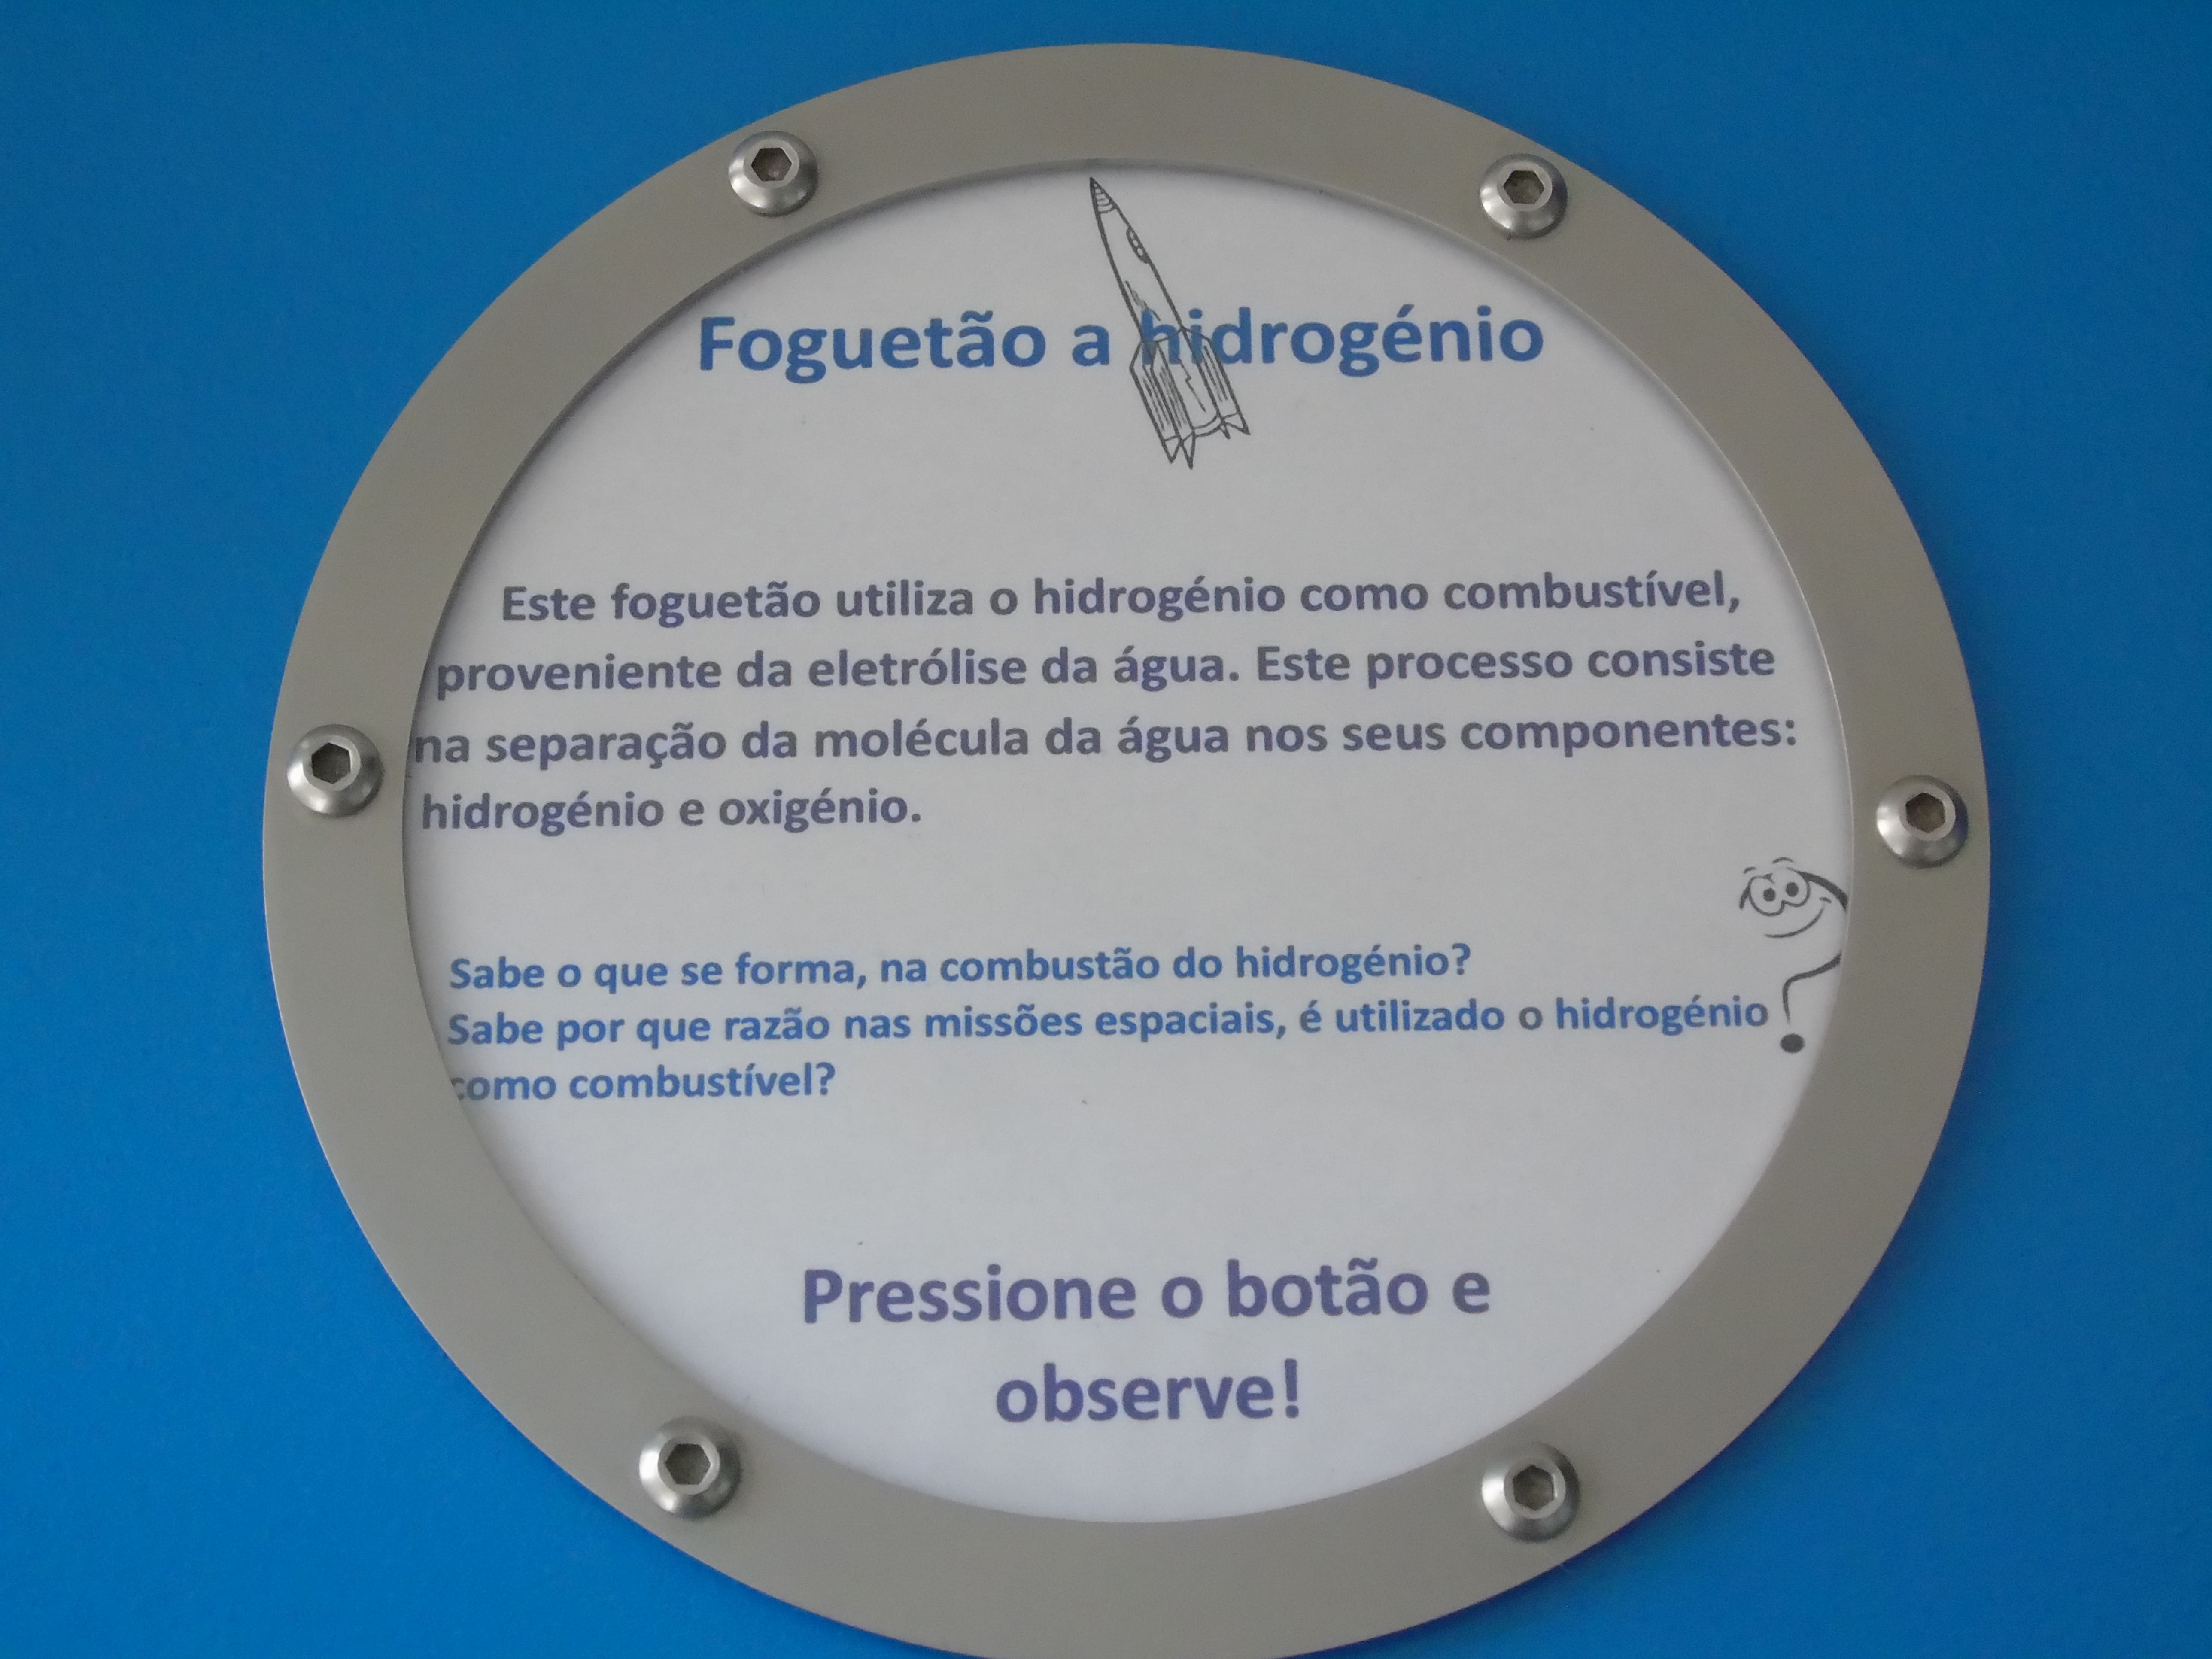 Foguetão a hidrogénio
Este foguetão utiliza o hidrogénio como combustível,
proveniente da eletrólise da água. Este processo consiste
na separação da molécula da água nos seus componentes:
hidrogénio e oxigénio.
Sabe o que se forma, na combustão do hidrogénio?
Sabe por que razão nas missões espaciais, é utilizado o hidrogénio
como combustível?
Pressione o botão e
observe!